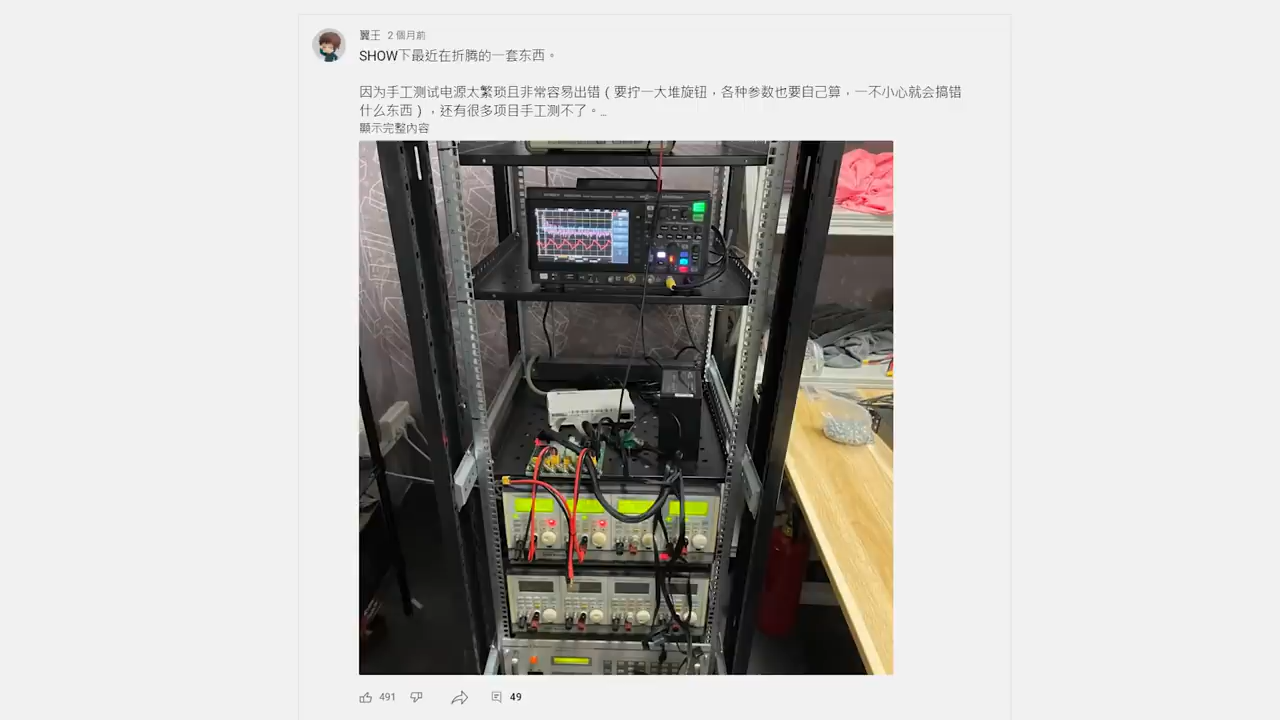 翼王 2 個月前
SHOW下最近在折腾的一套东西。
因为手工测试电源太繁琐且非常容易出错（要拧一大堆旋钮，各种参数也要自己算，一不小心就会搞错
什么东西），还有很多项目手工测不了。...
顯示完整內容
491
49